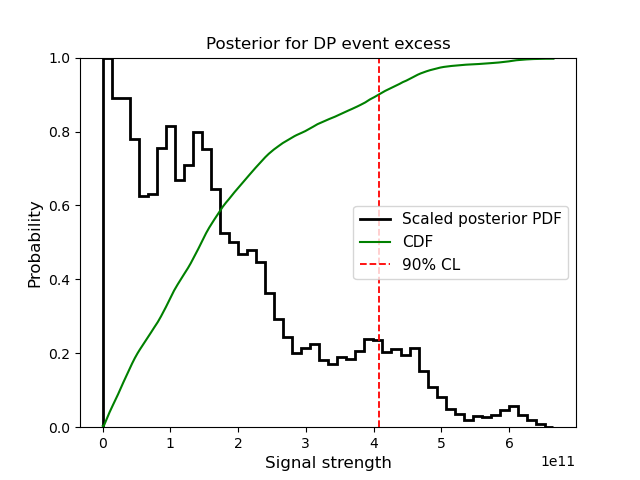 Posterior for DP event excess
1.0
0.8
0.6
0.4
0.2
0.0
Probability
Scaled posterior PDF
CDF
90% CL
0 1 2 3 4 5 6
1e11
Signal strength